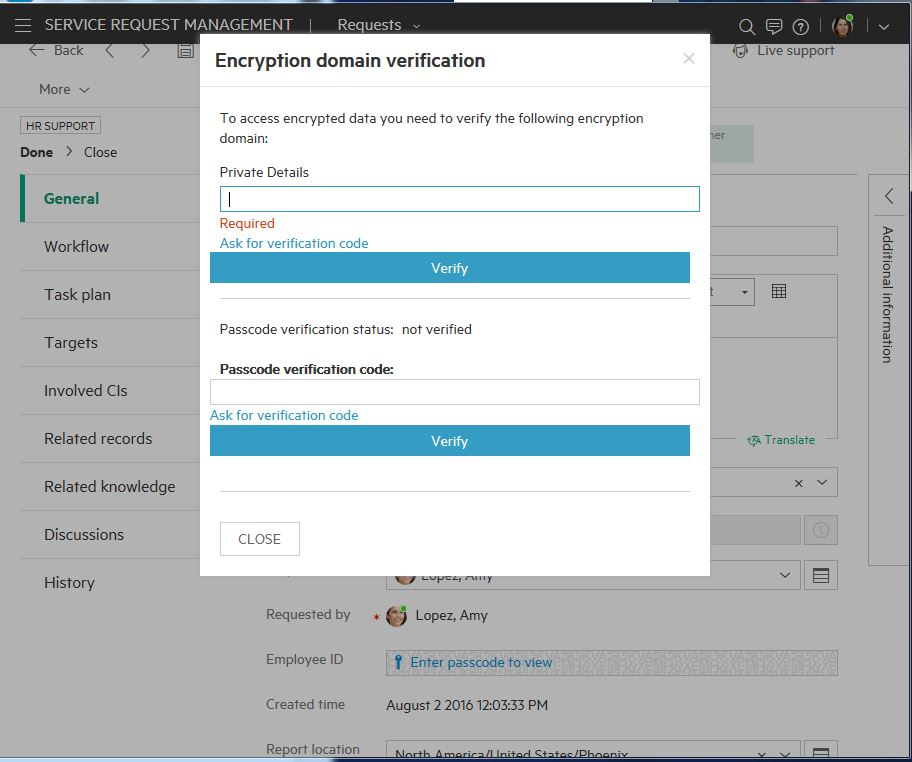 SERVICE REQUEST MANAGEMENT | Requests
Back
Live support
More
HR SUPPORT
Done > Close
General
Workflow
Task plan
Targets
Involved CIs
Related records
Related knowledge
Discussions
History
Encryption domain verification
To access encrypted data you need to verify the following encryption
domain:
Private Details
Required
Ask for verification code
Verify
Passcode verification status: not verified
Passcode verification code:
Ask for verification code
Verify
CLOSE
Additional information
Translate
Lopez, Amy
Requested by * Lopez, Amy
Employee ID Enter passcode to view
Created time August 2 2016 12:03:33 PM
Report location North America/United States/Phoenix